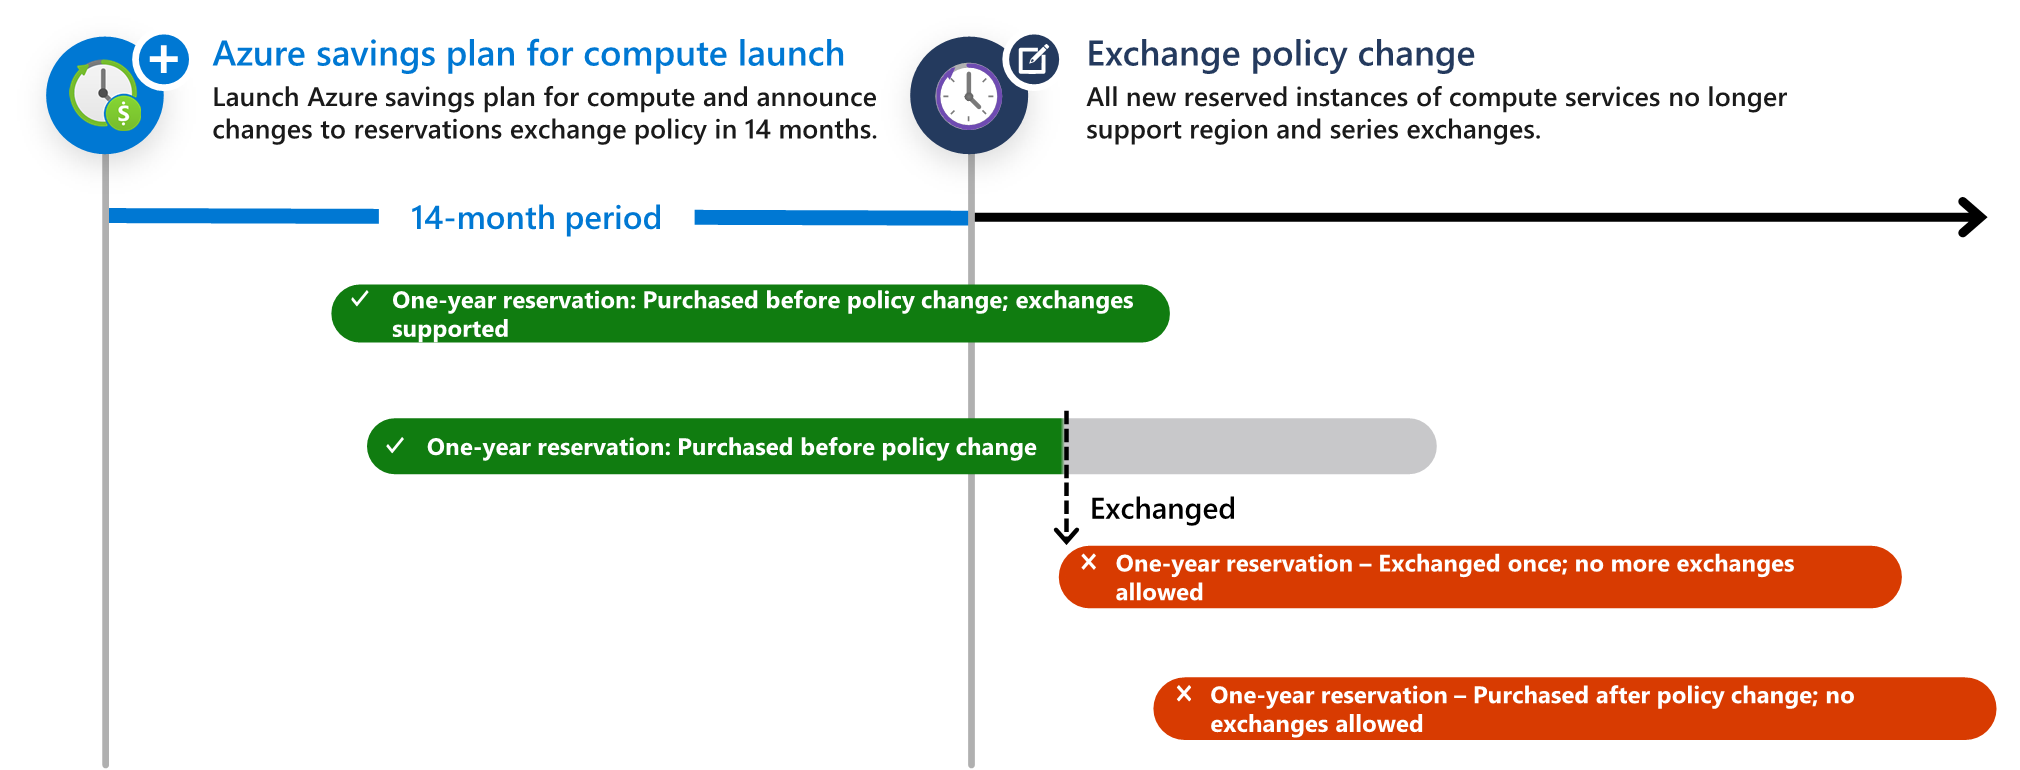 Azure savings plan for compute launch
Launch Azure savings plan for compute and announce
changes to reservations exchange policy in 14 months.
Exchange policy change
All new reserved instances of compute services no longer
support region and series exchanges.
14-month period
One-year reservation: Purchased before policy change; exchanges
supported
One-year reservation: Purchased before policy change
Exchanged
One-year reservation – Exchanged once; no more exchanges
allowed
One-year reservation – Purchased after policy change; no
exchanges allowed